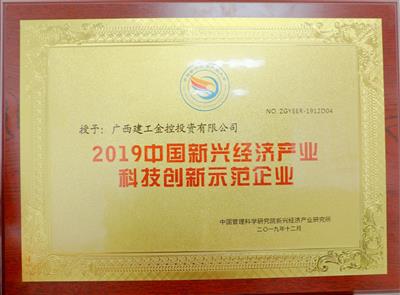 NO. ZGYSER-1912D04
授予：广西建工金控投资有限公司
2019中国新兴经济产业
科技创新示范企业
中国管理科学研究院新兴经济产业研究所
二〇一九年十二月